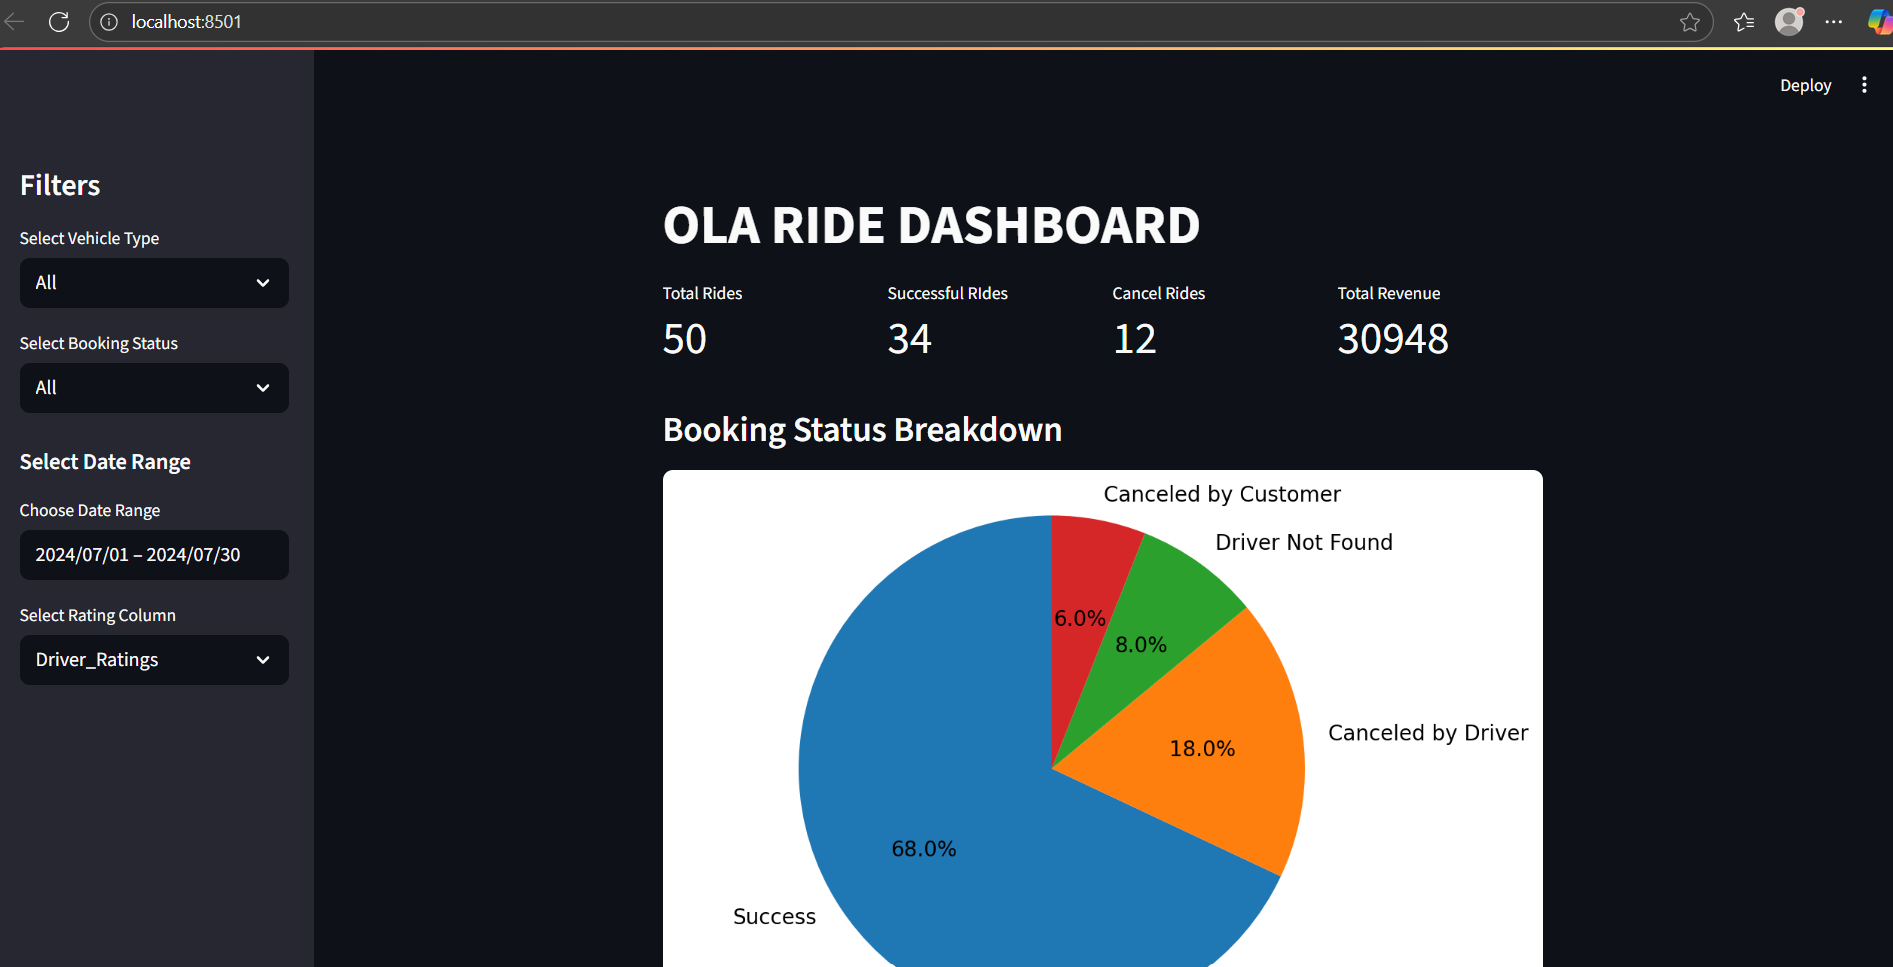 localhost:8501
Deploy
Filters
Select Vehicle Type
All
Select Booking Status
All
Select Date Range
Choose Date Range
2024/07/01 – 2024/07/30
Select Rating Column
Driver_Ratings
OLA RIDE DASHBOARD
Total Rides
50
Successful RIdes
34
Cancel Rides
12
Total Revenue
30948
Booking Status Breakdown
Canceled by Customer
Driver Not Found
6.0%
8.0%
Canceled by Driver
18.0%
68.0%
Success